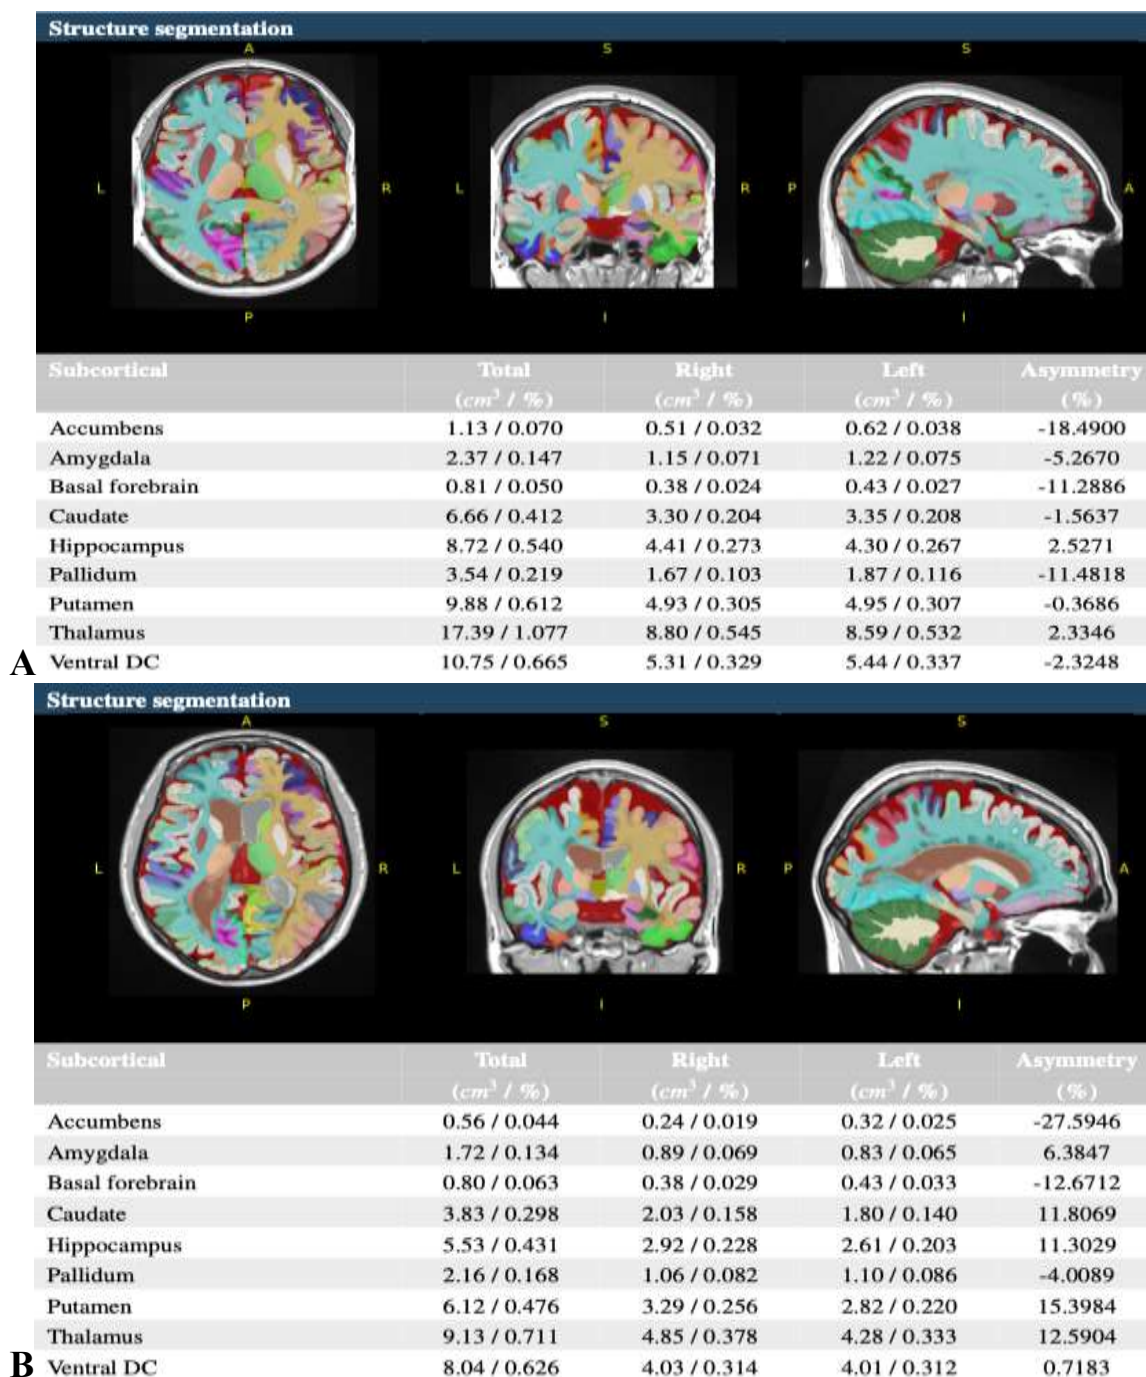 Structure segmentation
A S S
L R L R P A
P I I
Subcortical Total Right Left Asymmetry
(cm³ / %) (cm³ / %) (cm³ / %) (%)
Accumbens 1.13 / 0.070 0.51 / 0.032 0.62 / 0.038 -18.4900
Amygdala 2.37 / 0.147 1.15 / 0.071 1.22 / 0.075 -5.2670
Basal forebrain 0.81 / 0.050 0.38 / 0.024 0.43 / 0.027 -11.2886
Caudate 6.66 / 0.412 3.30 / 0.204 3.35 / 0.208 -1.5637
Hippocampus 8.72 / 0.540 4.41 / 0.273 4.30 / 0.267 2.5271
Pallidum 3.54 / 0.219 1.67 / 0.103 1.87 / 0.116 -11.4818
Putamen 9.88 / 0.612 4.93 / 0.305 4.95 / 0.307 -0.3686
Thalamus 17.39 / 1.077 8.80 / 0.545 8.59 / 0.532 2.3346
A Ventral DC 10.75 / 0.665 5.31 / 0.329 5.44 / 0.337 -2.3248
Structure segmentation
A S S
L R L R P A
P I I
Subcortical Total Right Left Asymmetry
(cm³ / %) (cm³ / %) (cm³ / %) (%)
Accumbens 0.56 / 0.044 0.24 / 0.019 0.32 / 0.025 -27.5946
Amygdala 1.72 / 0.134 0.89 / 0.069 0.83 / 0.065 6.3847
Basal forebrain 0.80 / 0.063 0.38 / 0.029 0.43 / 0.033 -12.6712
Caudate 3.83 / 0.298 2.03 / 0.158 1.80 / 0.140 11.8069
Hippocampus 5.53 / 0.431 2.92 / 0.228 2.61 / 0.203 11.3029
Pallidum 2.16 / 0.168 1.06 / 0.082 1.10 / 0.086 -4.0089
Putamen 6.12 / 0.476 3.29 / 0.256 2.82 / 0.220 15.3984
Thalamus 9.13 / 0.711 4.85 / 0.378 4.28 / 0.333 12.5904
B Ventral DC 8.04 / 0.626 4.03 / 0.314 4.01 / 0.312 0.7183